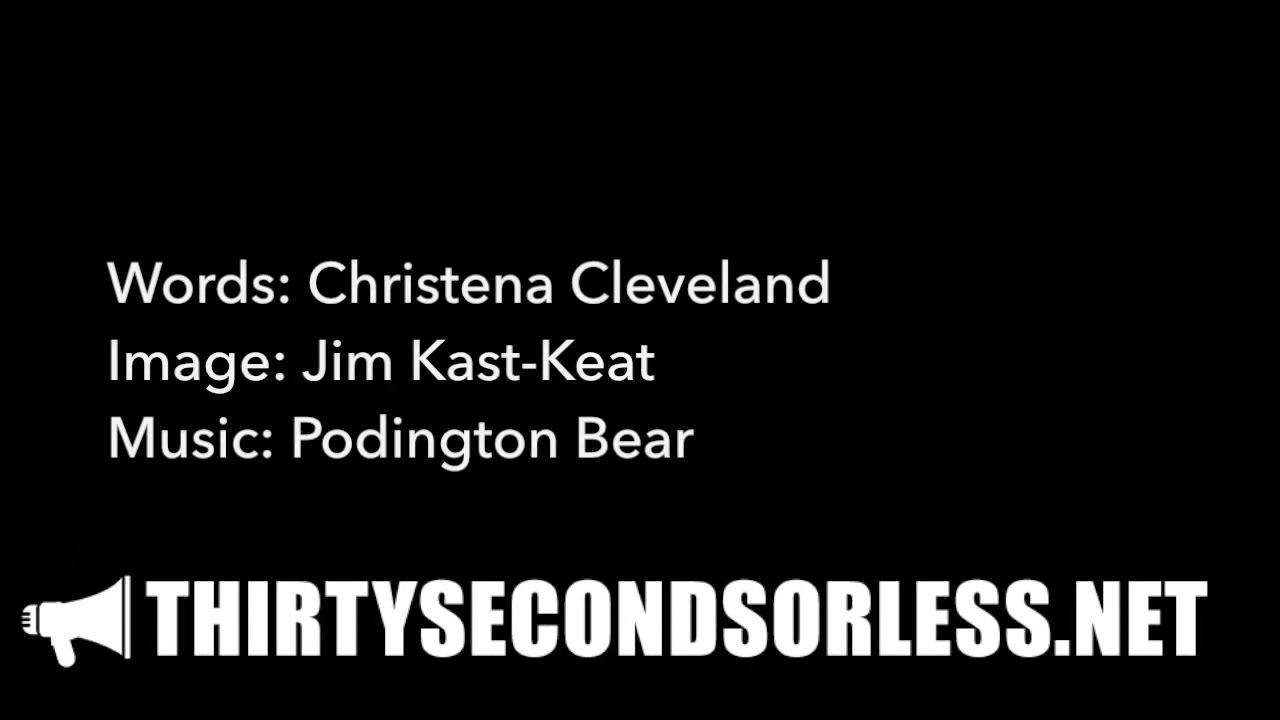 Words: Christena Cleveland
Image: Jim Kast-Keat
Music: Podington Bear
THIRTYSECONDSORLESS.NET